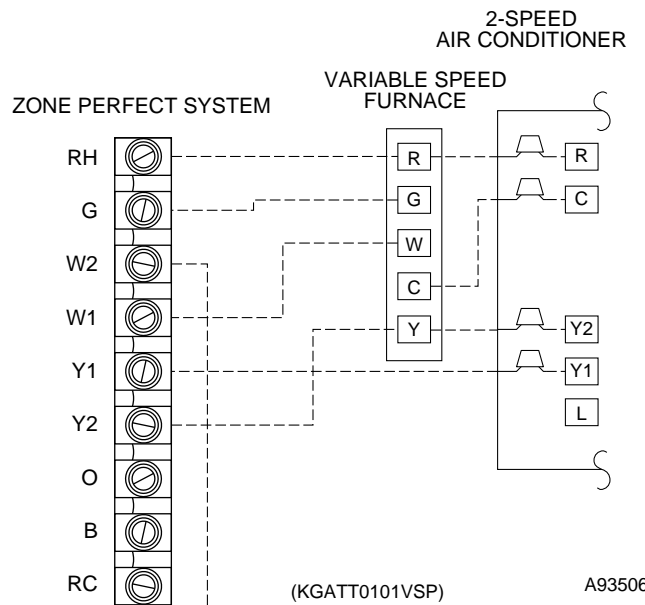 2-SPEED
AIR CONDITIONER
VARIABLE SPEED
FURNACE
ZONE PERFECT SYSTEM
RH
G
W2
W1
Y1
Y2
O
B
RC
R
G
W
C
Y
R
C
Y2
Y1
L
(KGATT0101VSP)
A93506